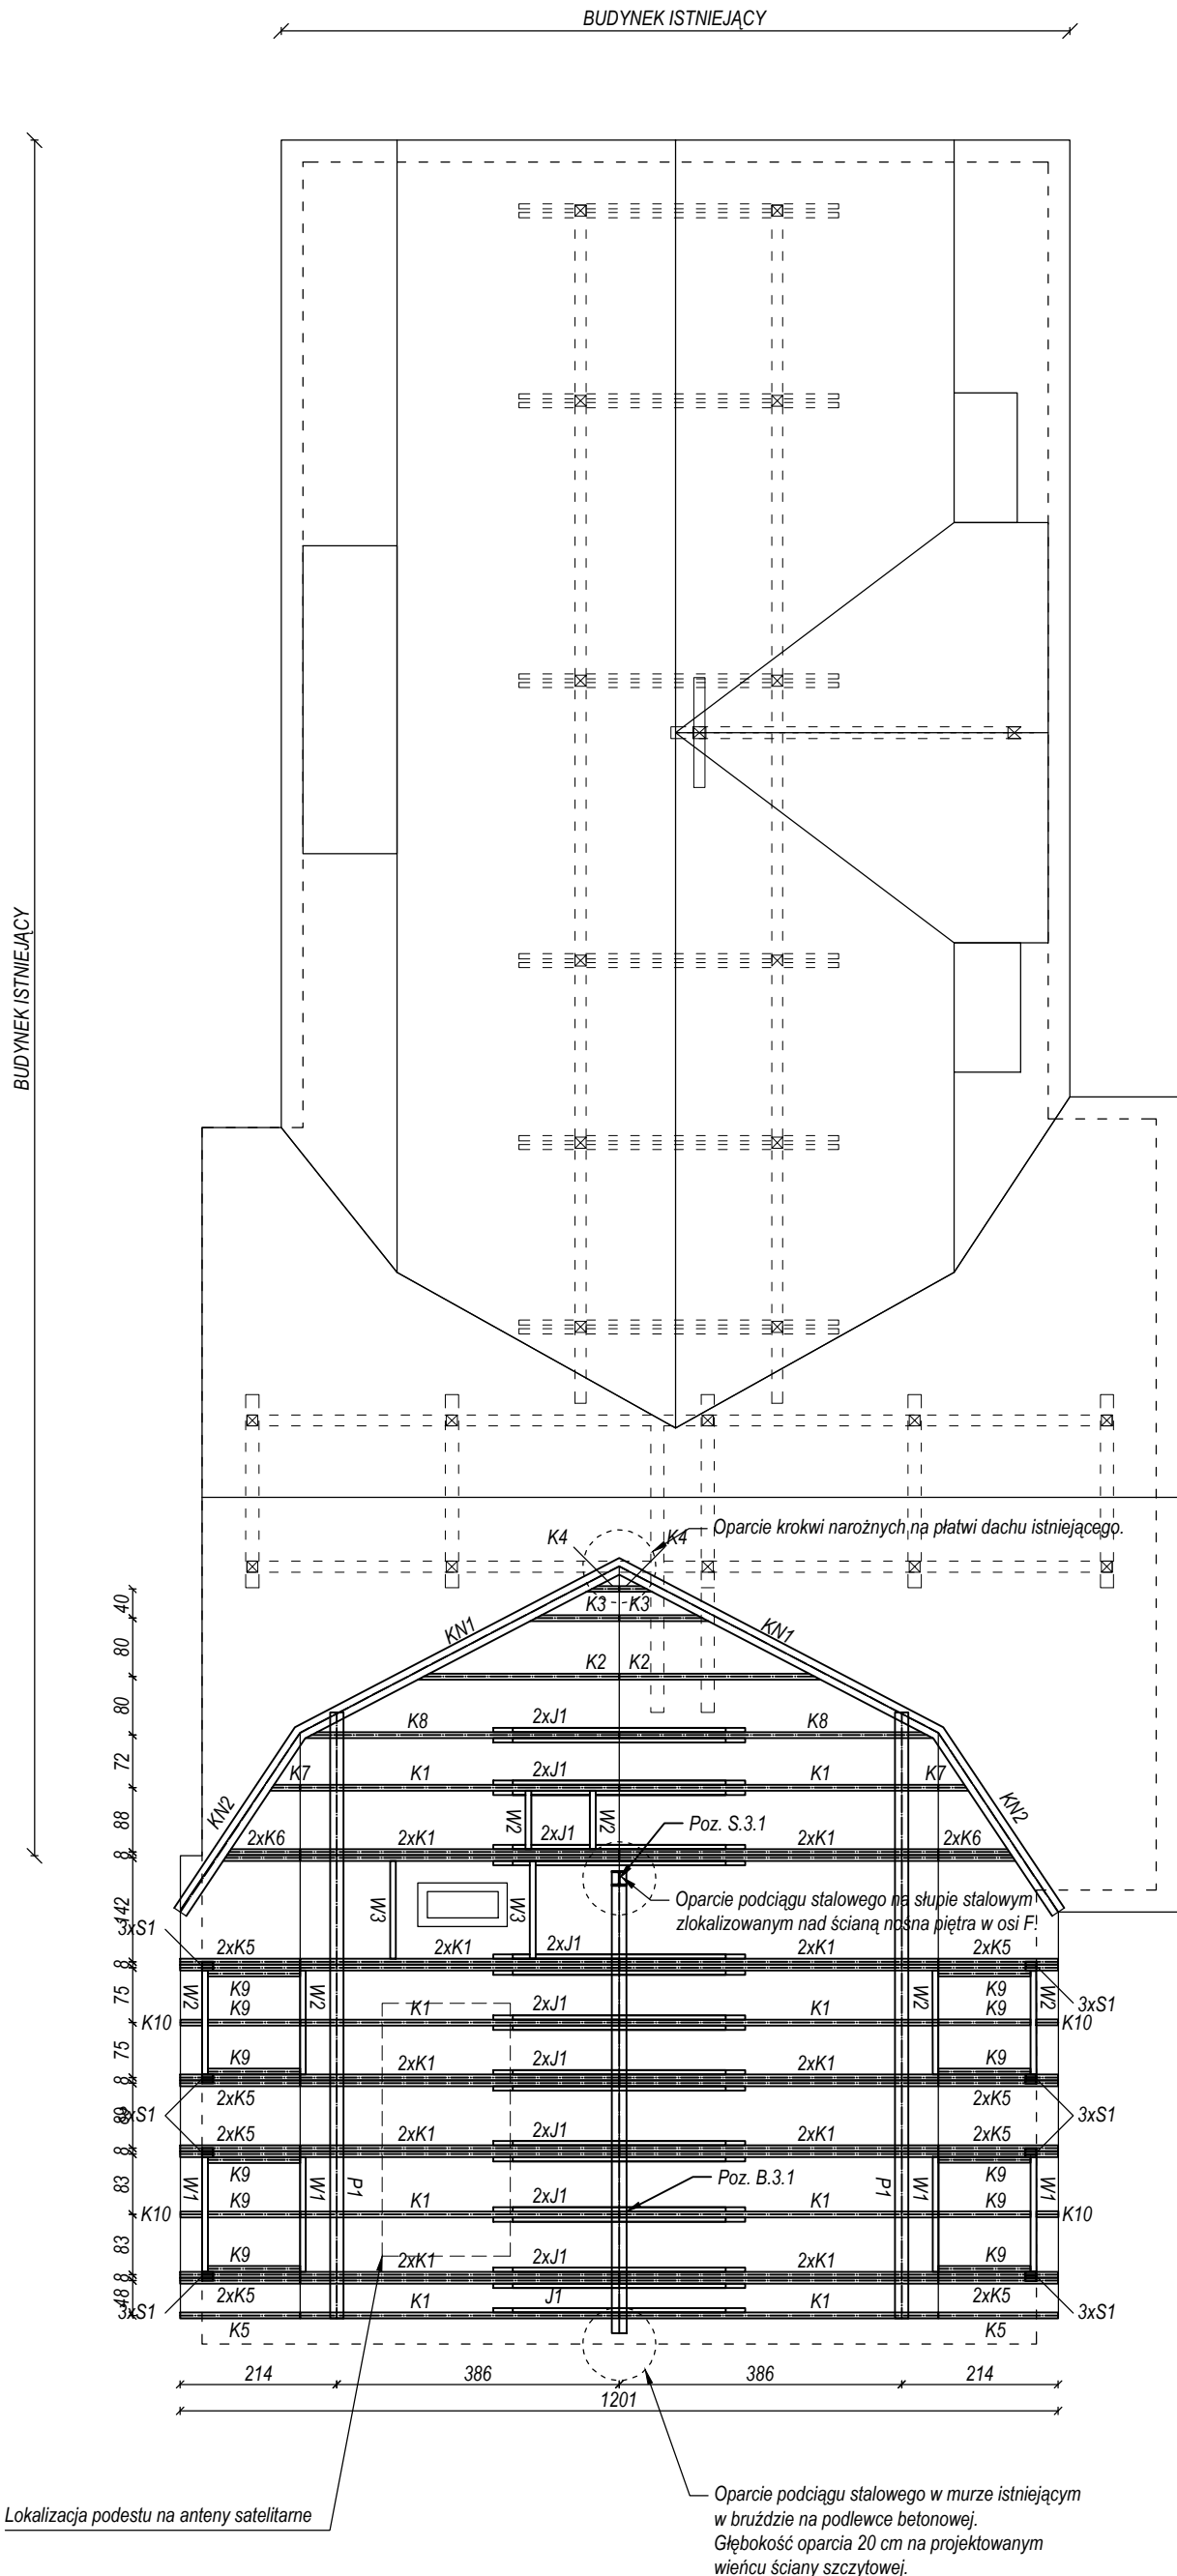 BUDYNEK ISTNIEJĄCY
BUDYNEK ISTNIEJĄCY
K4
K4
Oparcie krokwi narożnych na płatwi dachu istniejącego.
40
K3 K3
KN1
KN1
80
K2 K2
80
K8
2xJ1
K8
72
K7
K1
2xJ1
K1
K7
KN2
KN2
88
W2
W2
Poz. S.3.1
2xK6
2xK1
2xJ1
2xK1
2xK6
8
Oparcie podciągu stalowego na słupie stalowym
zlokalizowanym nad ścianą nośna piętra w osi F.
142
W3
W3
3xS1
2xK5
2xK1
2xJ1
2xK1
2xK5
8
W2
W2
W2
W2
K9
K9
75
3xS1
K9
K9
K10
K1
2xJ1
K1
K10
75
K9
2xK1
2xJ1
2xK1
K9
8
2xK5
2xK5
3xS1
2xK5
2xK1
2xJ1
2xK1
2xK5
8
K9
K9
83
W1
W1
P1
Poz. B.3.1
P1
W1
W1
K9
K1
2xJ1
K1
K9
K10
K10
83
K9
2xK1
2xJ1
2xK1
K9
8
48
2xK5
K1
J1
K1
2xK5
3xS1
3xS1
K5
K5
214
386
386
214
1201
Lokalizacja podestu na anteny satelitarne
Oparcie podciągu stalowego w murze istniejącym
w bruździe na podlewce betonowej.
Głębokość oparcia 20 cm na projektowanym
wieńcu ściany szczytowej.